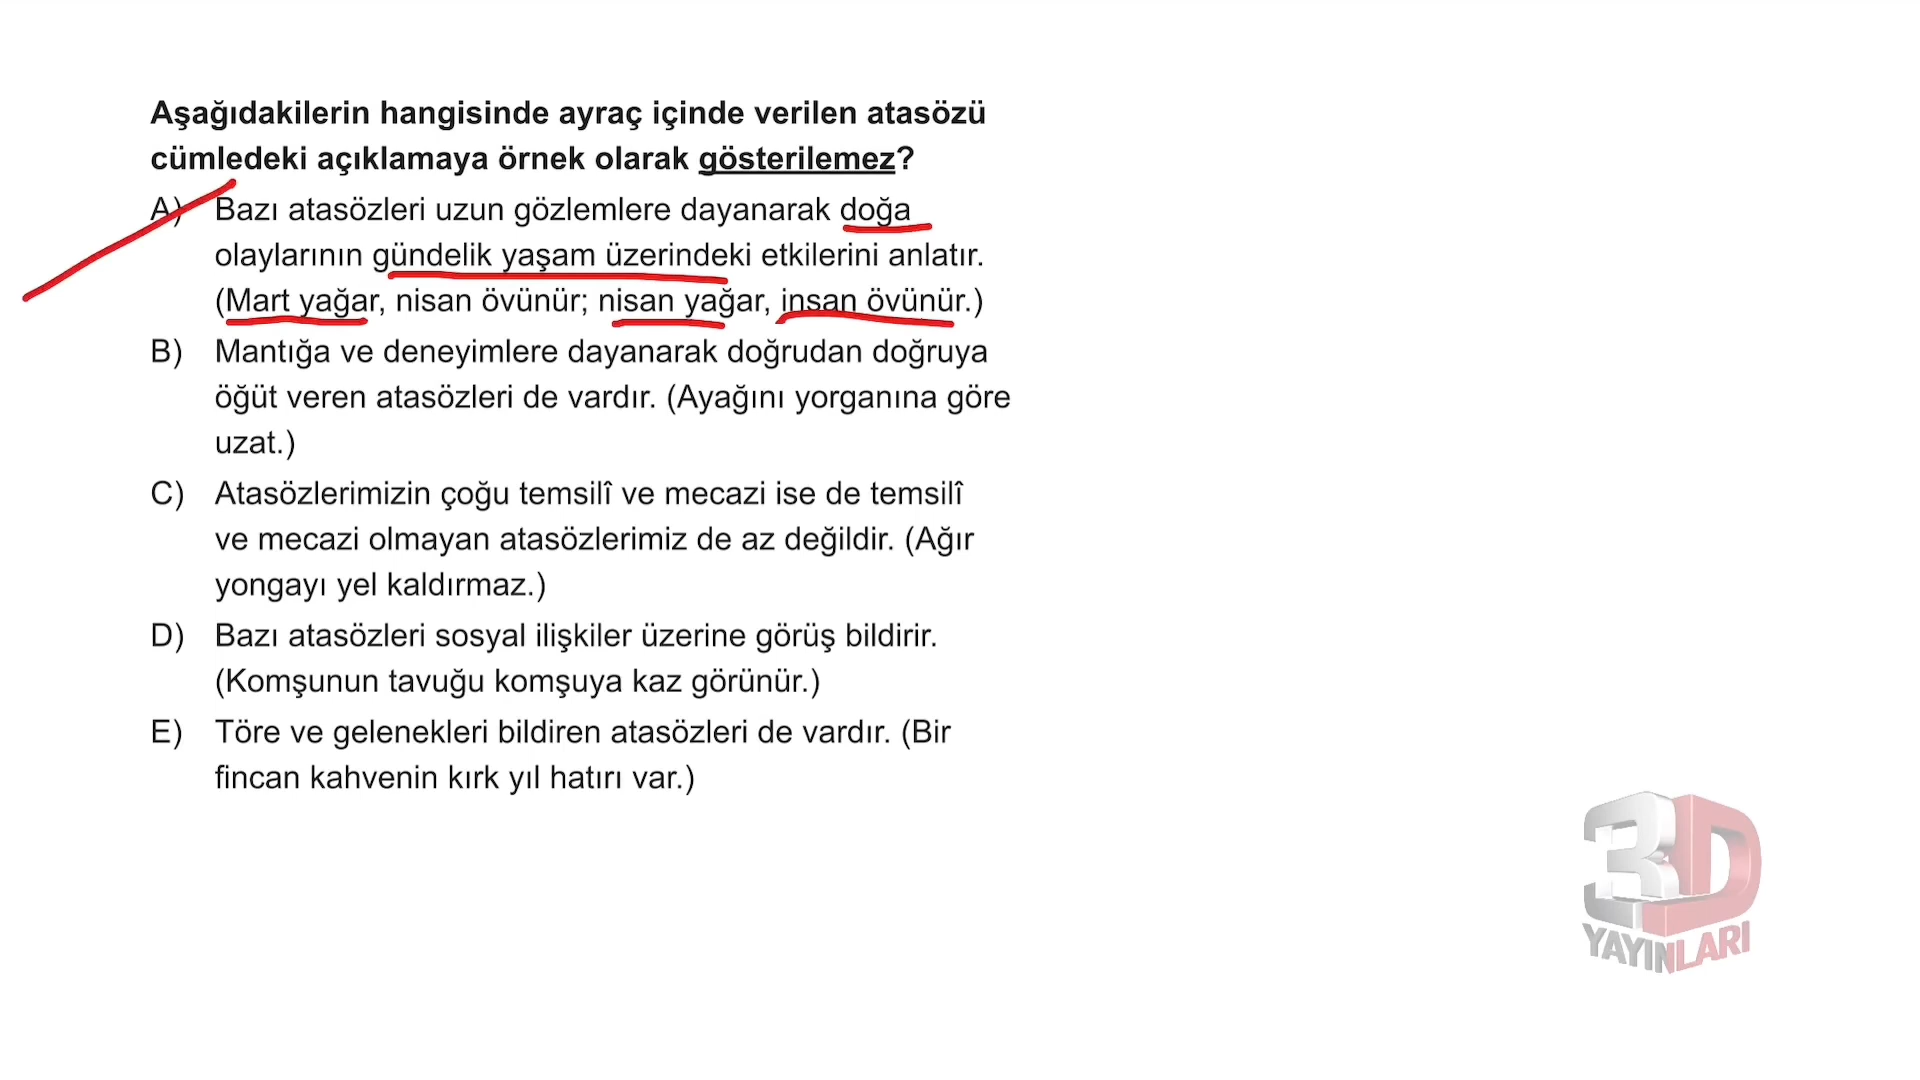 Aşağıdakilerin hangisinde ayraç içinde verilen atasözü
cümledeki açıklamaya örnek olarak gösterilemez?
A) Bazı atasözleri uzun gözlemlere dayanarak doğa
olaylarının gündelik yaşam üzerindeki etkilerini anlatır.
(Mart yağar, nisan övünür; nisan yağar, insan övünür.)
B) Mantığa ve deneyimlere dayanarak doğrudan doğruya
öğüt veren atasözleri de vardır. (Ayağını yorganına göre
uzat.)
C) Atasözlerimizin çoğu temsilî ve mecazi ise de temsilî
ve mecazi olmayan atasözlerimiz de az değildir. (Ağır
yongayı yel kaldırmaz.)
D) Bazı atasözleri sosyal ilişkiler üzerine görüş bildirir.
(Komşunun tavuğu komşuya kaz görünür.)
E) Töre ve gelenekleri bildiren atasözleri de vardır. (Bir
fincan kahvenin kırk yıl hatırı var.)
3D
YAYINLARI